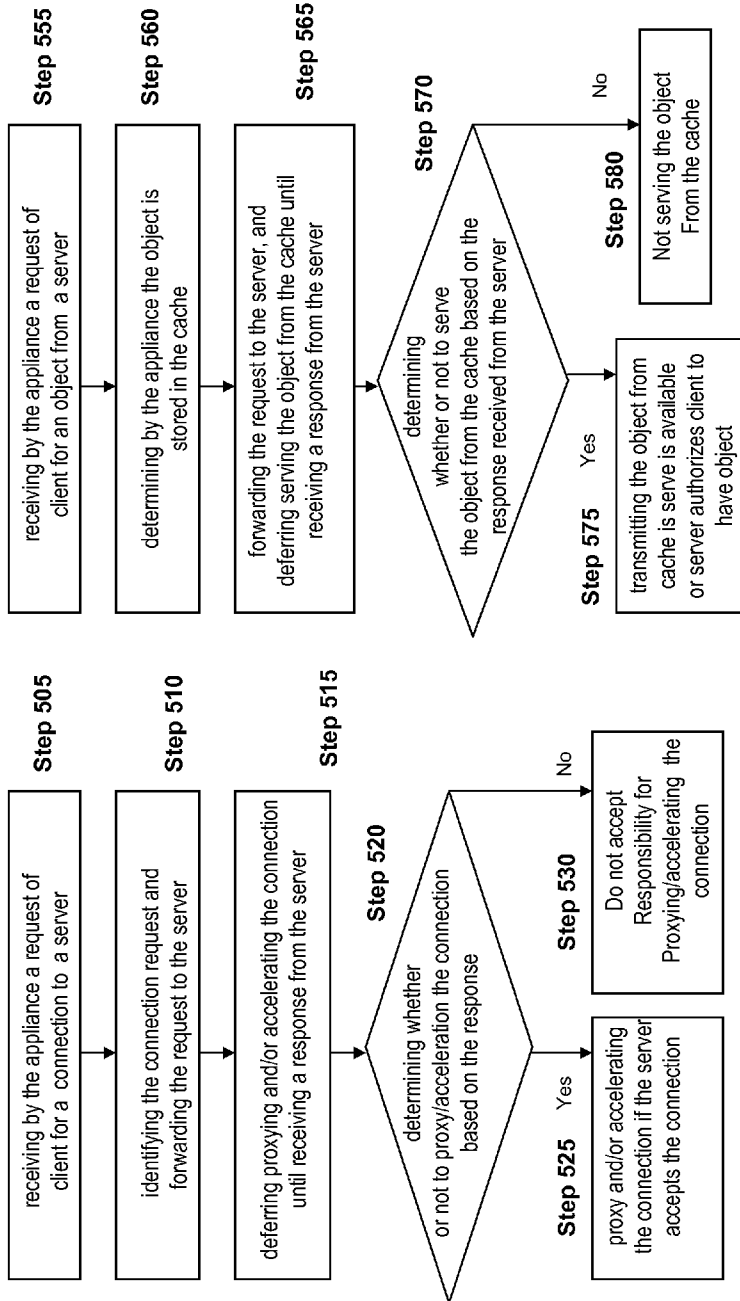 receiving by the appliance a request of
client for a connection to a server
Step 505
identifying the connection request and
forwarding the request to the server
Step 510
deferring proxying and/or accelerating the connection
until receiving a response from the server
Step 515
determining whether
or not to proxy/acceleration the connection
based on the response
Step 520
Yes
No
Step 525
proxy and/or accelerating
the connection if the server
accepts the connection
Step 530
Do not accept
Responsibility for
Proxying/accelerating the
connection
receiving by the appliance a request of
client for an object from a server
Step 555
determining by the appliance the object is
stored in the cache
Step 560
forwarding the request to the server, and
deferring serving the object from the cache until
receiving a response from the server
Step 565
determining
whether or not to serve
the object from the cache based on the
response received from the server
Step 570
Yes
No
Step 575
transmitting the object from
cache is serve is available
or server authorizes client to
have object
Step 580
Not serving the object
From the cache